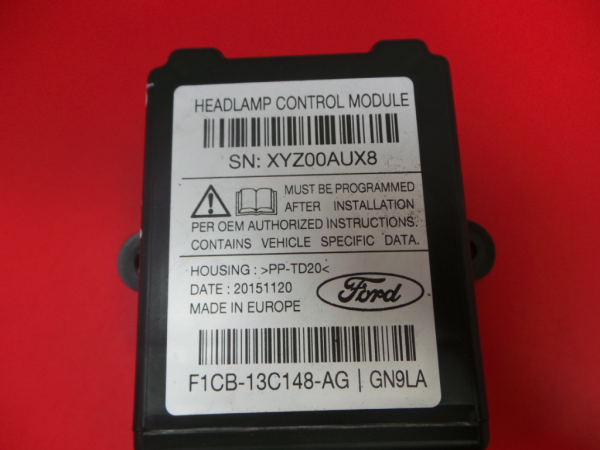 HEADLAMP CONTROL MODULE
SN: XYZ00AUX8
MUST BE PROGRAMMED
AFTER INSTALLATION
PER OEM AUTHORIZED INSTRUCTIONS.
CONTAINS VEHICLE SPECIFIC DATA.
HOUSING : >PP-TD20<
DATE : 20151120
MADE IN EUROPE
Ford
F1CB-13C148-AG | GN9LA